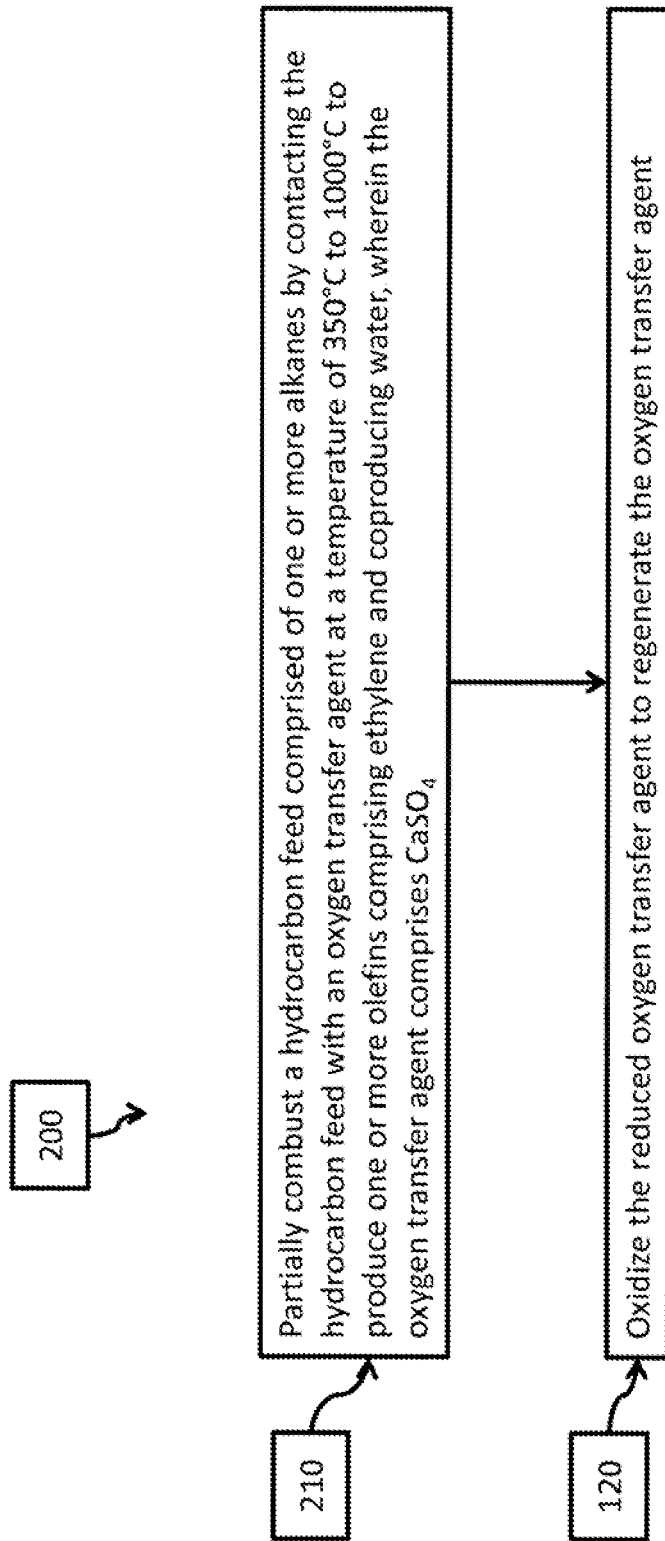 200
210
Partially combust a hydrocarbon feed comprised of one or more alkanes by contacting the
hydrocarbon feed with an oxygen transfer agent at a temperature of 350°C to 1000°C to
produce one or more olefins comprising ethylene and coproducing water, wherein the
oxygen transfer agent comprises CaSO₄
120
Oxidize the reduced oxygen transfer agent to regenerate the oxygen transfer agent